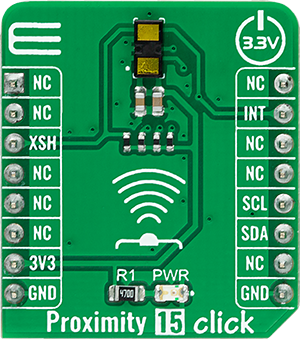 3.3V
NC NC
NC INT
XSH NC
NC NC
NC SCL
NC SDA
3V3 NC
GND GND
R1 PWR
4700
Proximity 15 click